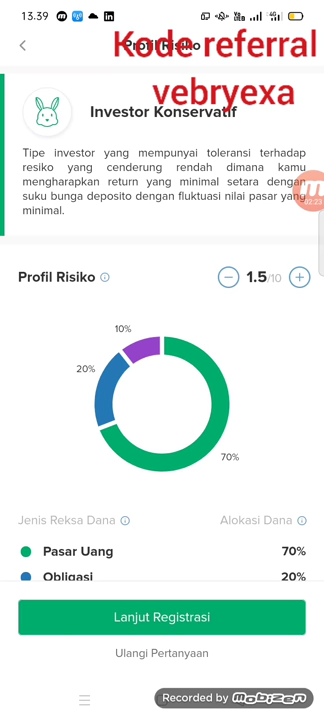 13.39
Profil Risiko
Kode referral
vebryexa
Investor Konservatif
Tipe investor yang mempunyai toleransi terhadap
resiko yang cenderung rendah dimana kamu
mengharapkan return yang minimal setara dengan
suku bunga deposito dengan fluktuasi nilai pasar yang
minimal.
02:23
Profil Risiko
1.5/10
10%
20%
70%
Jenis Reksa Dana
Alokasi Dana
Pasar Uang
70%
Obligasi
20%
Lanjut Registrasi
Ulangi Pertanyaan
Recorded by mobizen